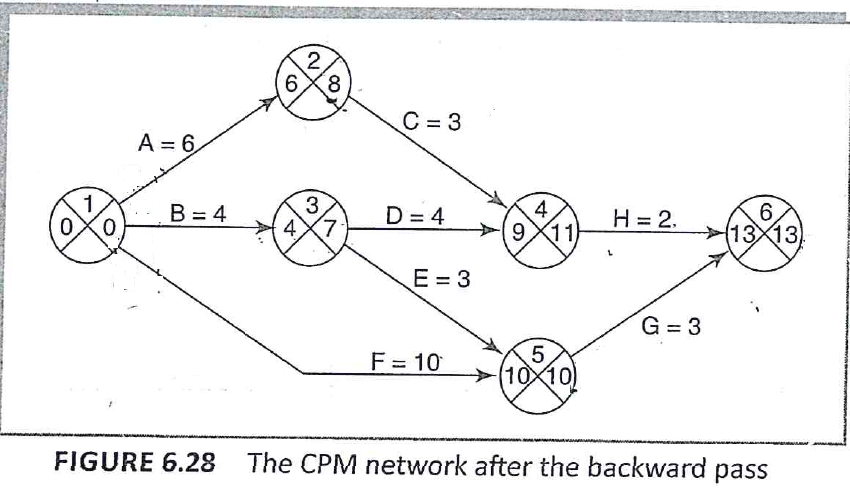 2
6 8
C = 3
A = 6
1
0 0
B = 4
3
4 7
D = 4
4
9 11
H = 2
6
13 13
E = 3
G = 3
F = 10
5
10 10
FIGURE 6.28 The CPM network after the backward pass